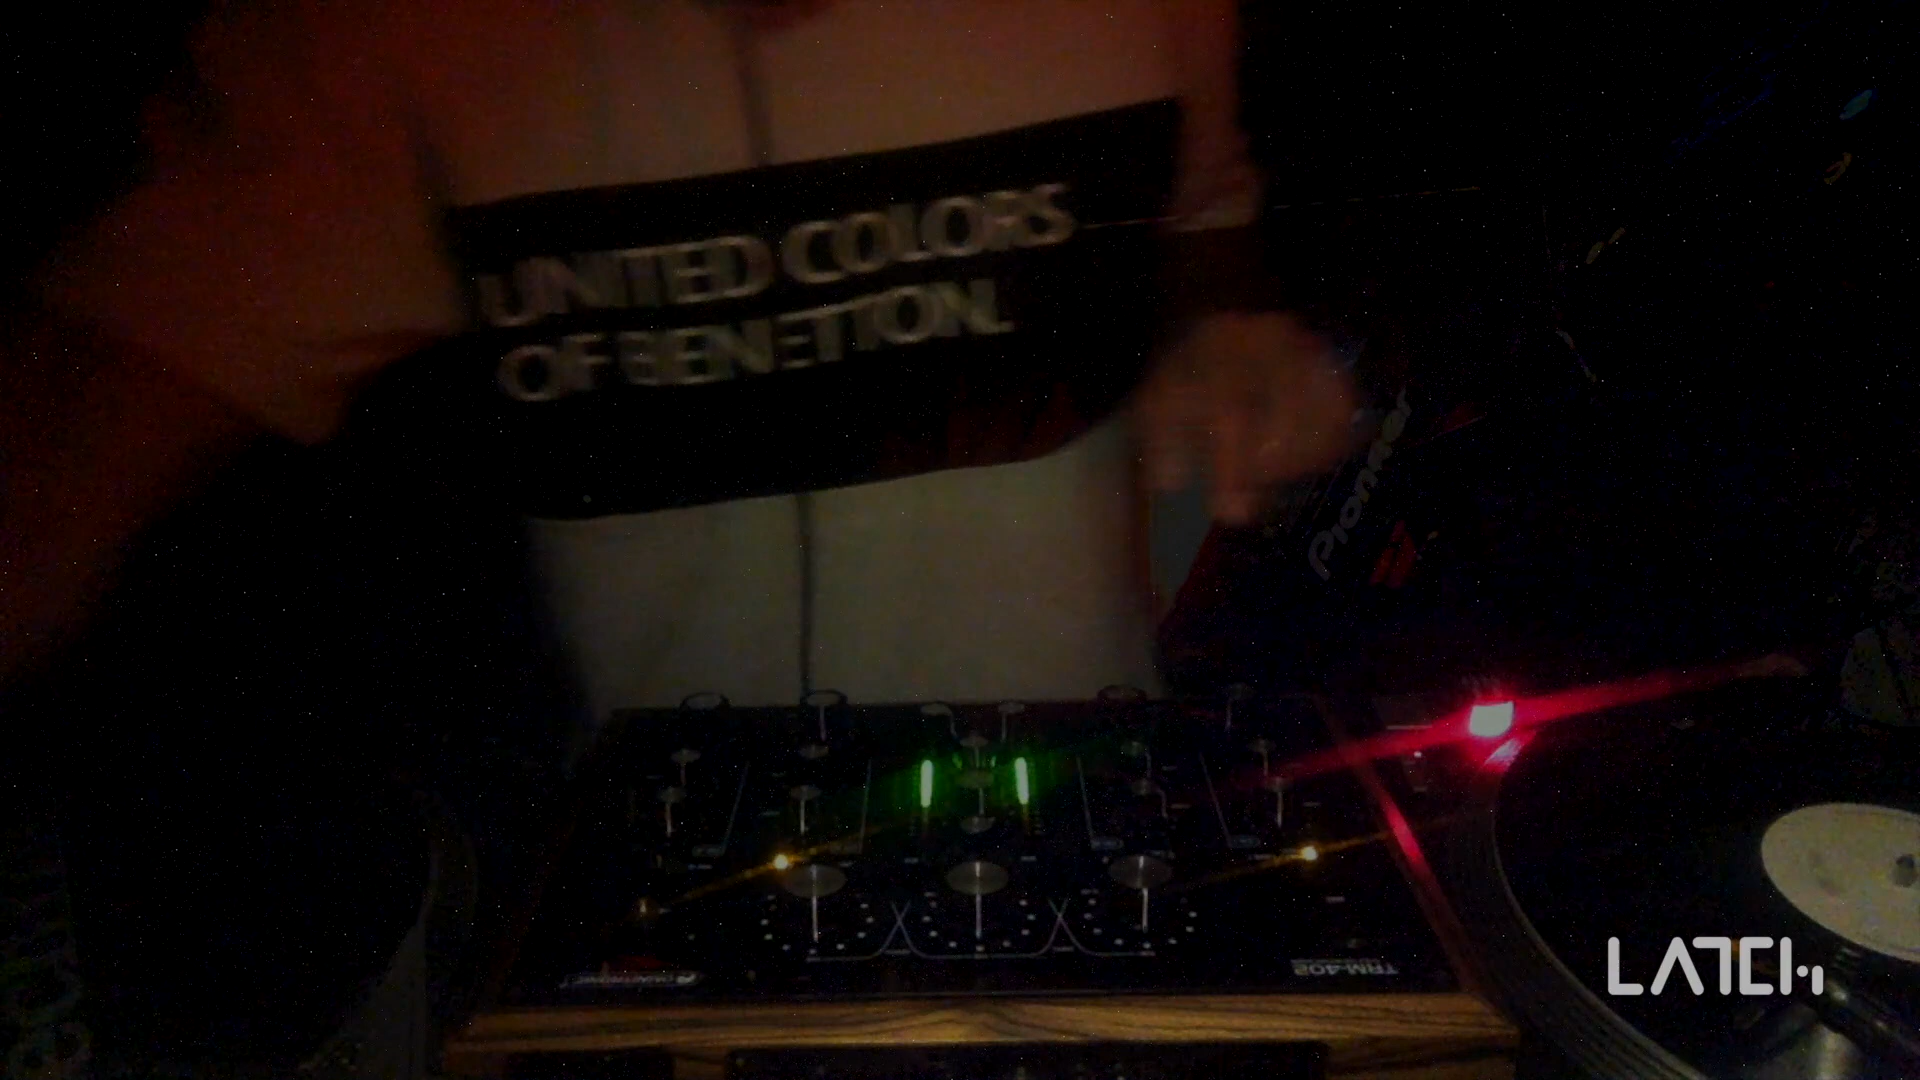 UNITED COLORS
OF BENETTON.
Pioneer
TRM-402
LATCH